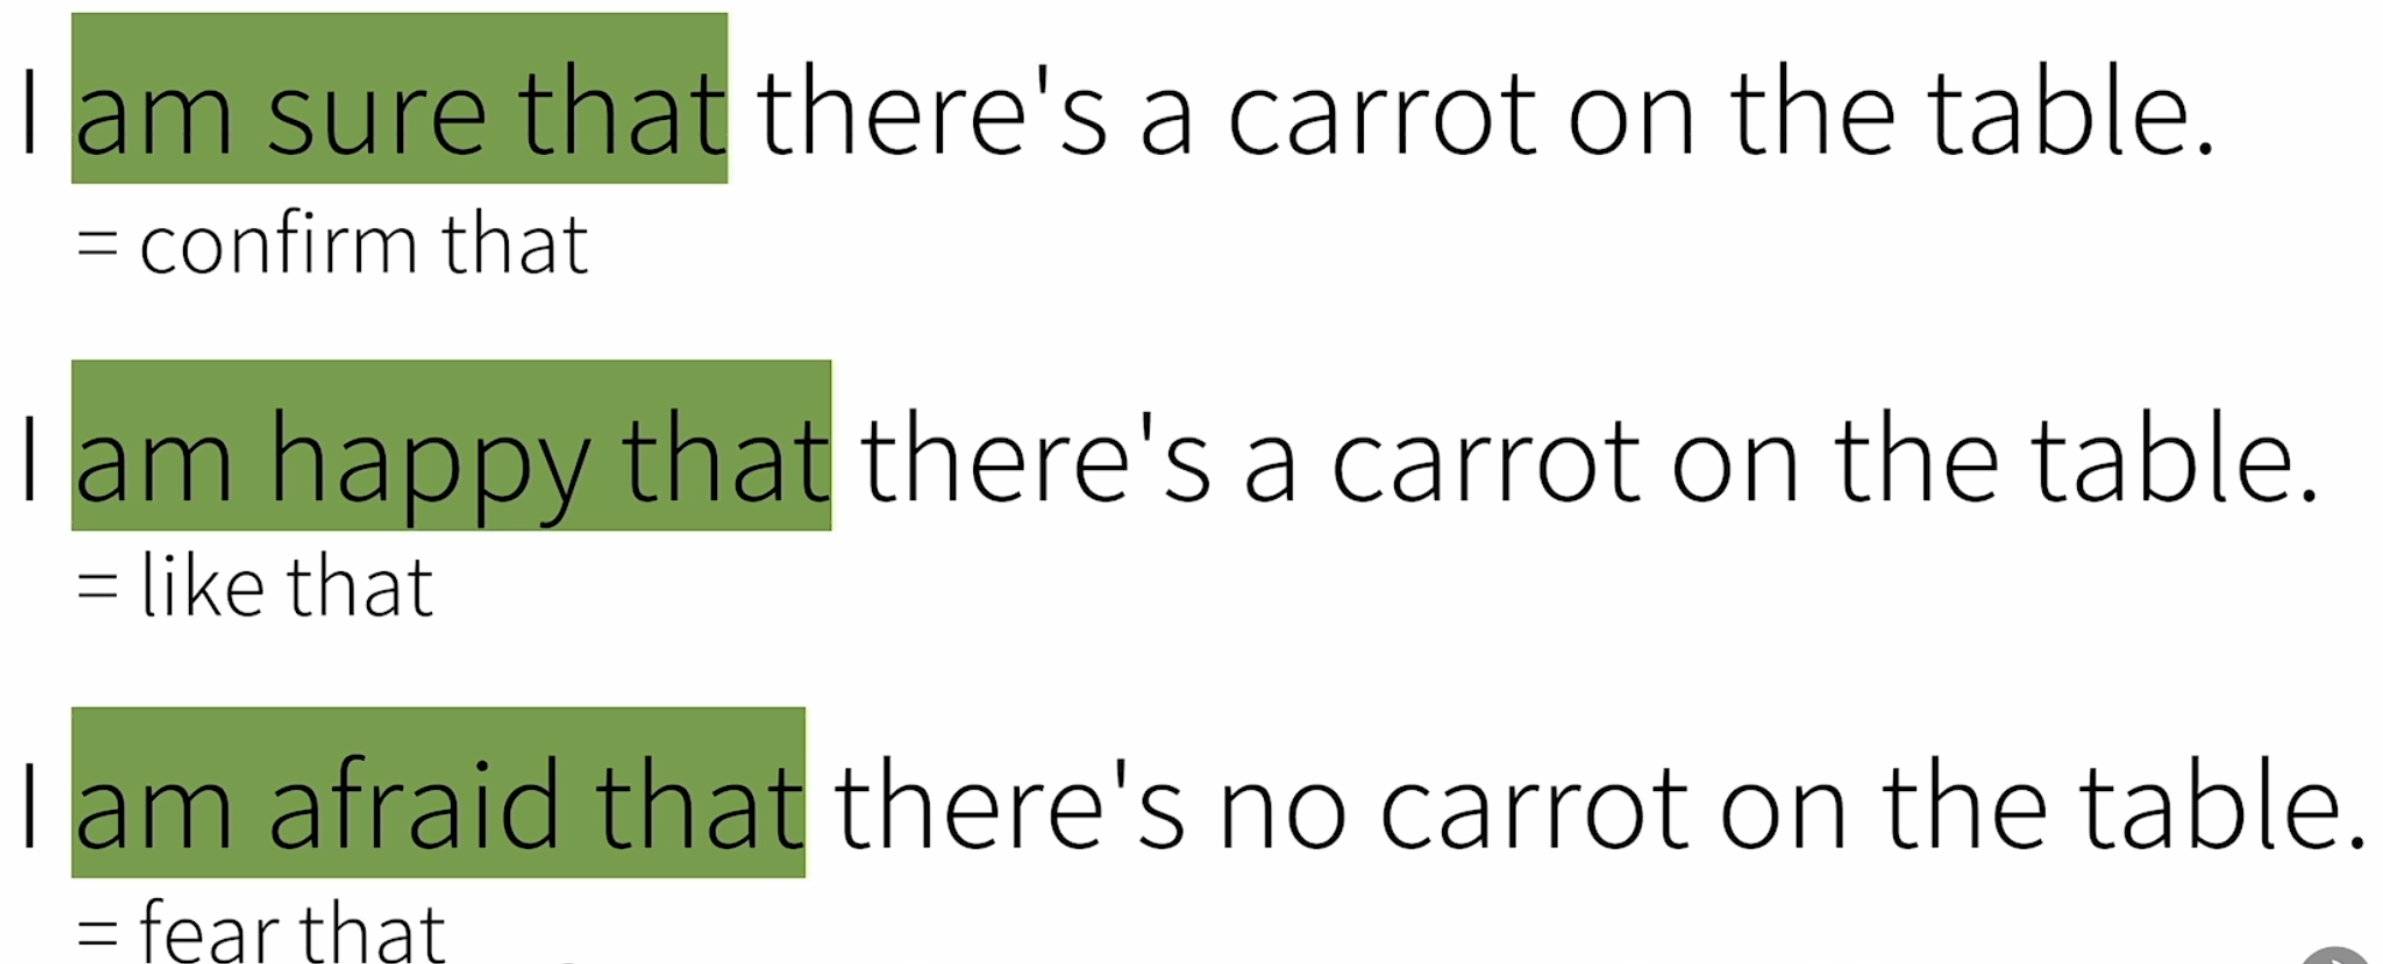 I am sure that there's a carrot on the table.
= confirm that
I am happy that there's a carrot on the table.
= like that
I am afraid that there's no carrot on the table.
= fear that